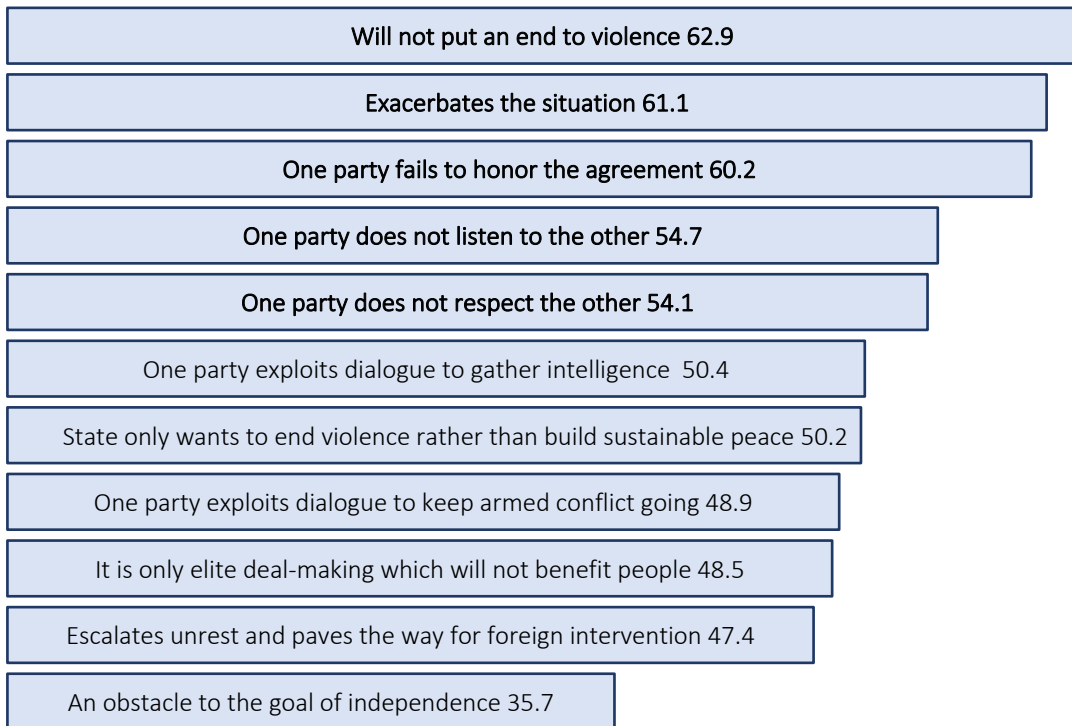 Will not put an end to violence 62.9
Exacerbates the situation 61.1
One party fails to honor the agreement 60.2
One party does not listen to the other 54.7
One party does not respect the other 54.1
One party exploits dialogue to gather intelligence 50.4
State only wants to end violence rather than build sustainable peace 50.2
One party exploits dialogue to keep armed conflict going 48.9
It is only elite deal-making which will not benefit people 48.5
Escalates unrest and paves the way for foreign intervention 47.4
An obstacle to the goal of independence 35.7